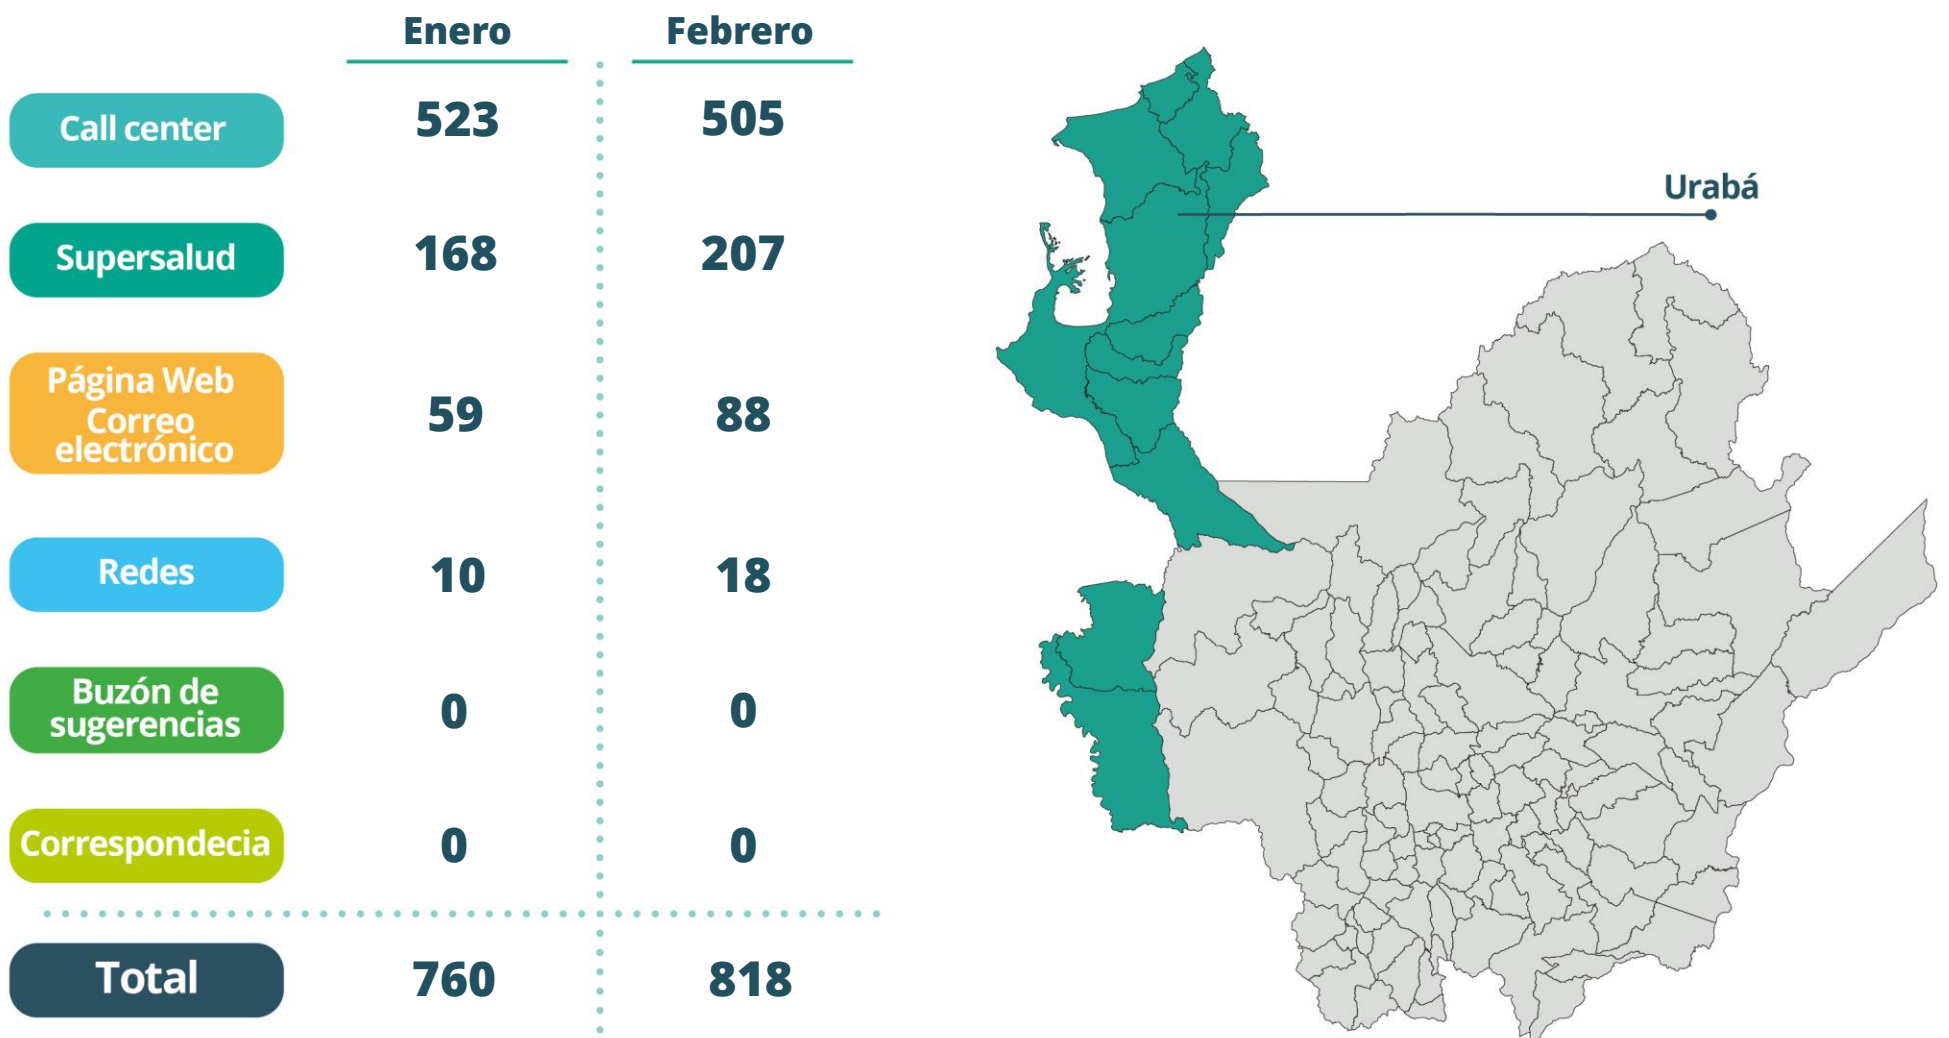 Enero Febrero
Call center 523 505
Supersalud 168 207
Página Web
Correo
electrónico 59 88
Redes 10 18
Buzón de
sugerencias 0 0
Correspondecia 0 0
Total 760 818
Urabá